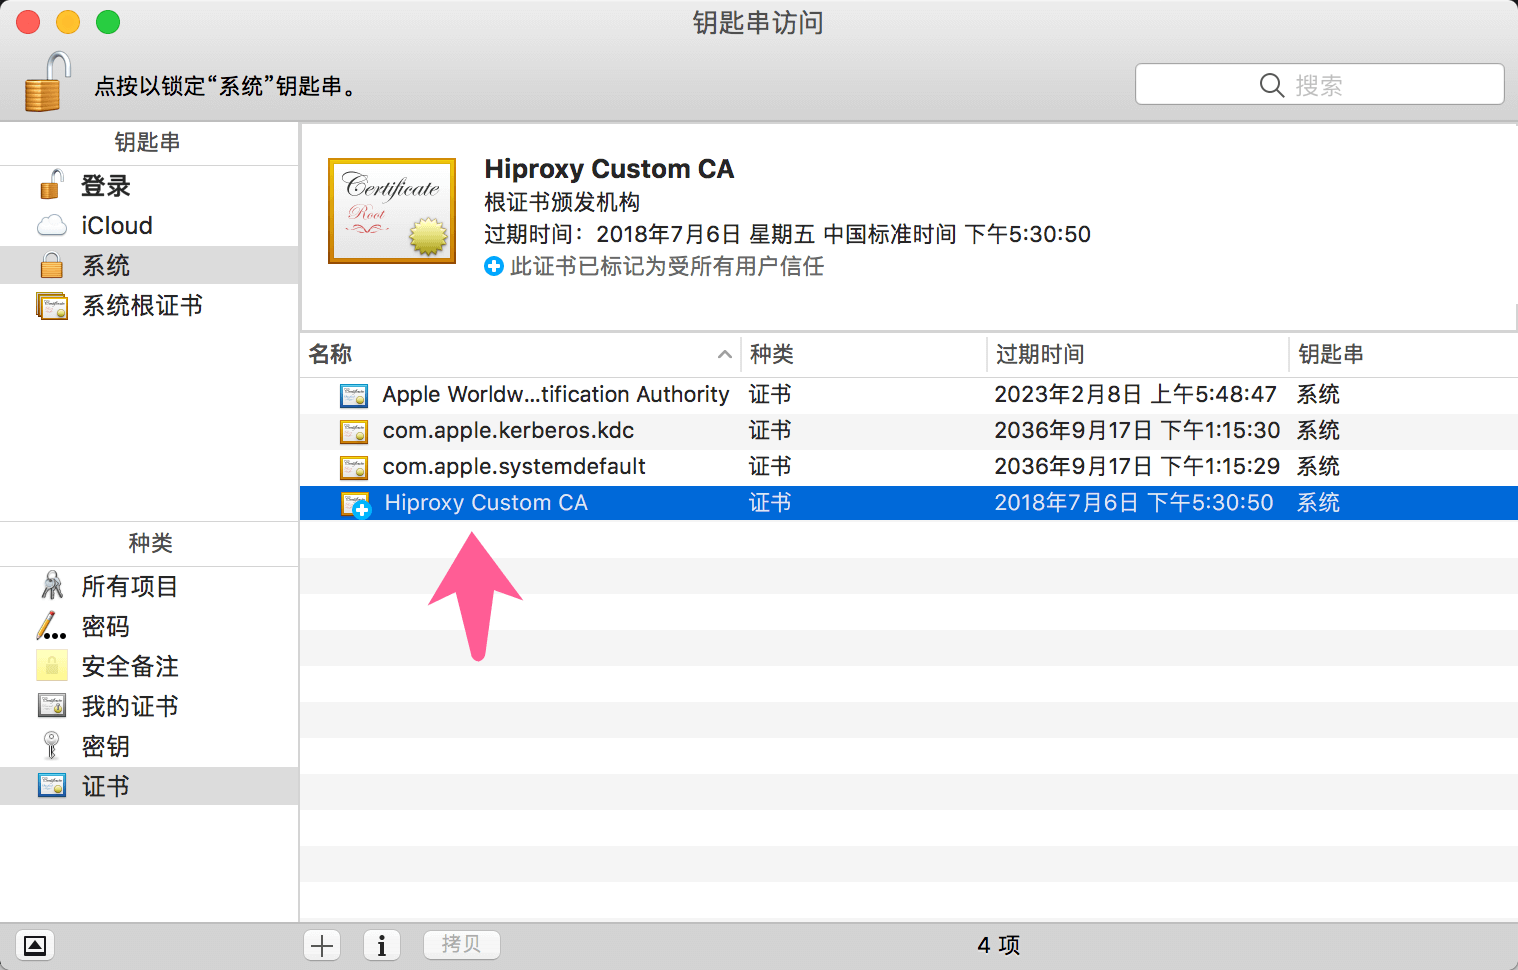 钥匙串访问
点按以锁定“系统”钥匙串。
搜索
钥匙串
登录
iCloud
系统
系统根证书
Certificate
Root
Hiproxy Custom CA
根证书颁发机构
过期时间：2018年7月6日 星期五 中国标准时间 下午5:30:50
此证书已标记为受所有用户信任
名称 种类 过期时间 钥匙串
Apple Worldw...tification Authority 证书 2023年2月8日 上午5:48:47 系统
com.apple.kerberos.kdc 证书 2036年9月17日 下午1:15:30 系统
com.apple.systemdefault 证书 2036年9月17日 下午1:15:29 系统
Hiproxy Custom CA 证书 2018年7月6日 下午5:30:50 系统
种类
所有项目
密码
安全备注
我的证书
密钥
证书
拷贝
4 项